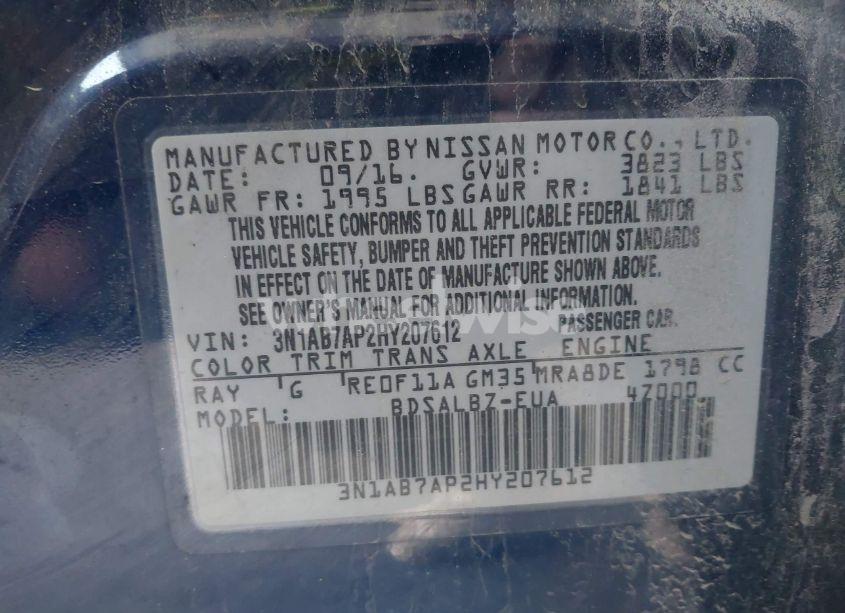 MANUFACTURED BY NISSAN MOTOR CO., LTD.
DATE: 09/16. GVWR: 3823 LBS
GAWR FR: 1995 LBS GAWR RR: 1841 LBS
THIS VEHICLE CONFORMS TO ALL APPLICABLE FEDERAL MOTOR
VEHICLE SAFETY, BUMPER AND THEFT PREVENTION STANDARDS
IN EFFECT ON THE DATE OF MANUFACTURE SHOWN ABOVE.
SEE OWNER'S MANUAL FOR ADDITIONAL INFORMATION.
VIN: 3N1AB7AP2HY207612 PASSENGER CAR.
COLOR TRIM TRANS AXLE ENGINE
RAY G RE0F11A GM35 MRA8DE 1798 CC
MODEL: BDSALBZ-EUA 4Z000
3N1AB7AP2HY207612